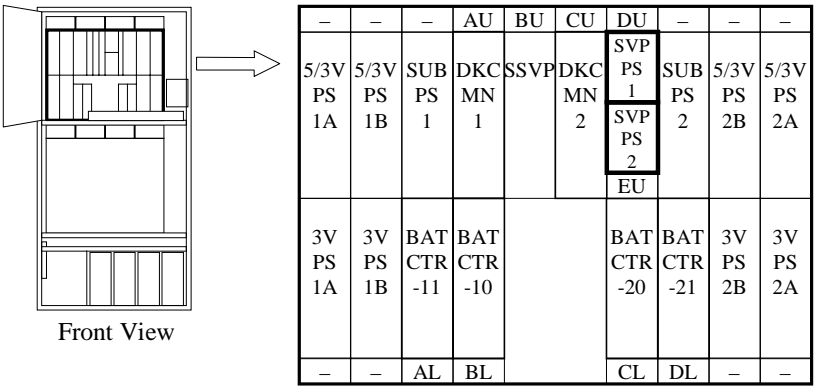 – – – AU BU CU DU – – –
5/3V PS 1A
5/3V PS 1B
SUB PS 1
DKC MN 1
SSVP
DKC MN 2
SVP PS 1
SVP PS 2
EU
SUB PS 2
5/3V PS 2B
5/3V PS 2A
3V PS 1A
3V PS 1B
BAT CTR -11
BAT CTR -10
BAT CTR -20
BAT CTR -21
3V PS 2B
3V PS 2A
– – AL BL CL DL – –
Front View